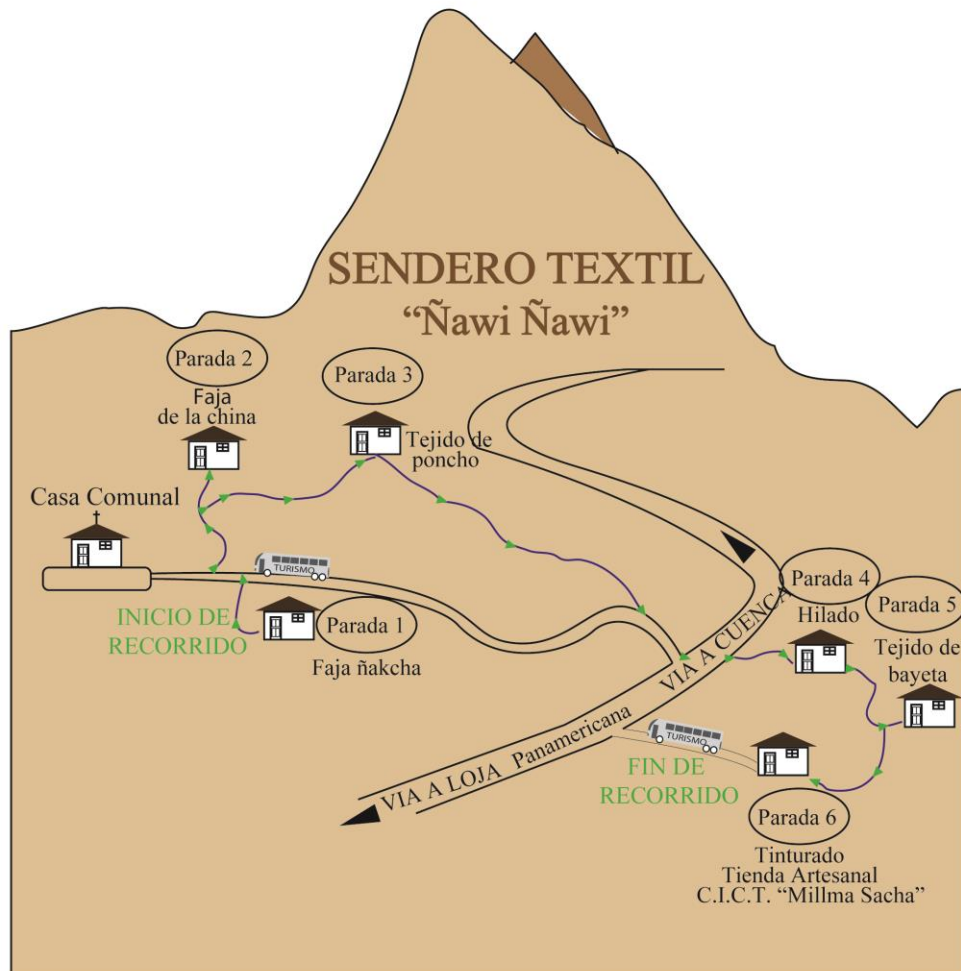 SENDERO TEXTIL
“Ñawi Ñawi”
Parada 2
Faja
de la china
Parada 3
Tejido de
poncho
Casa Comunal
TURISMO
INICIO DE
RECORRIDO
Parada 1
Faja ñakcha
Parada 4
Hilado
Parada 5
Tejido de
bayeta
VIA A CUENCA
VIA A LOJA Panamericana
TURISMO
FIN DE
RECORRIDO
Parada 6
Tinturado
Tienda Artesanal
C.I.C.T. “Millma Sacha”